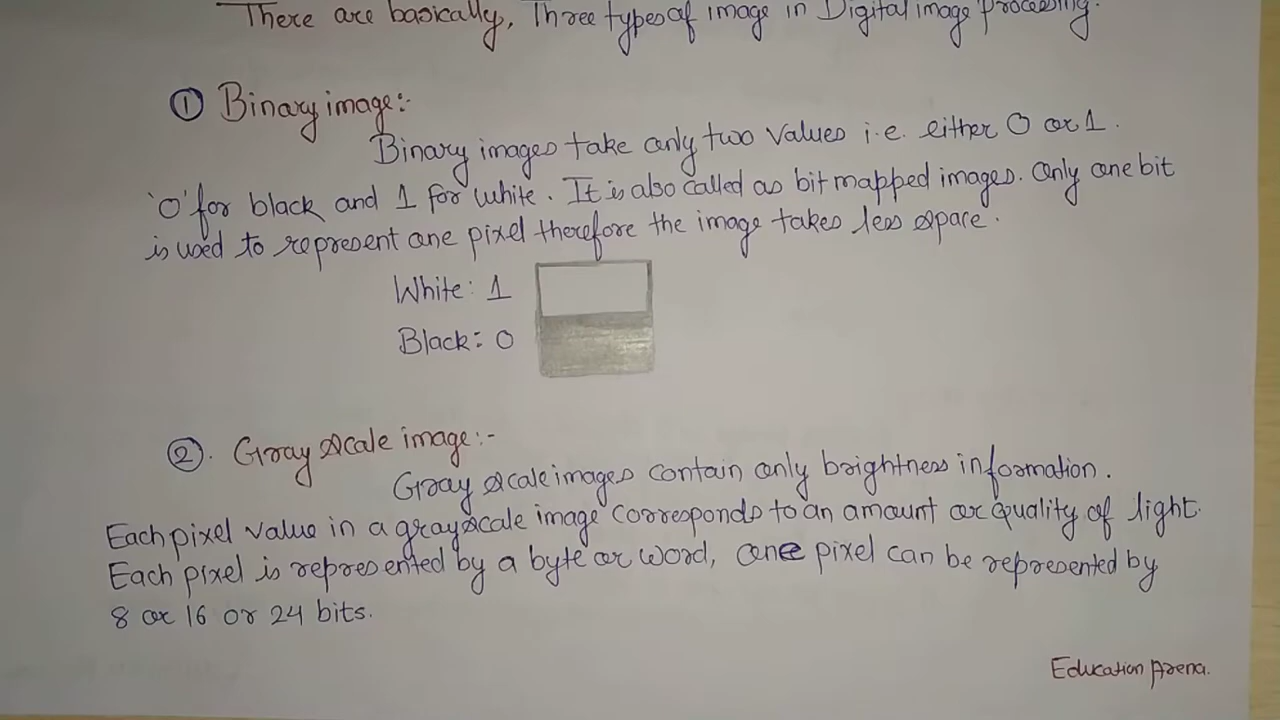 There are basically, Three types of image in Digital image processing.
① Binary image:-
Binary images take only two values i.e. either 0 or 1.
'0' for black and 1 for white. It is also called as bit mapped images. Only one bit
is used to represent one pixel therefore the image takes less space.
White: 1
Black: 0
②. Gray scale image:-
Gray scale images contain only brightness information.
Each pixel value in a grayscale image corresponds to an amount or quality of light.
Each pixel is represented by a byte or word, one pixel can be represented by
8 or 16 or 24 bits.
Education Arena.